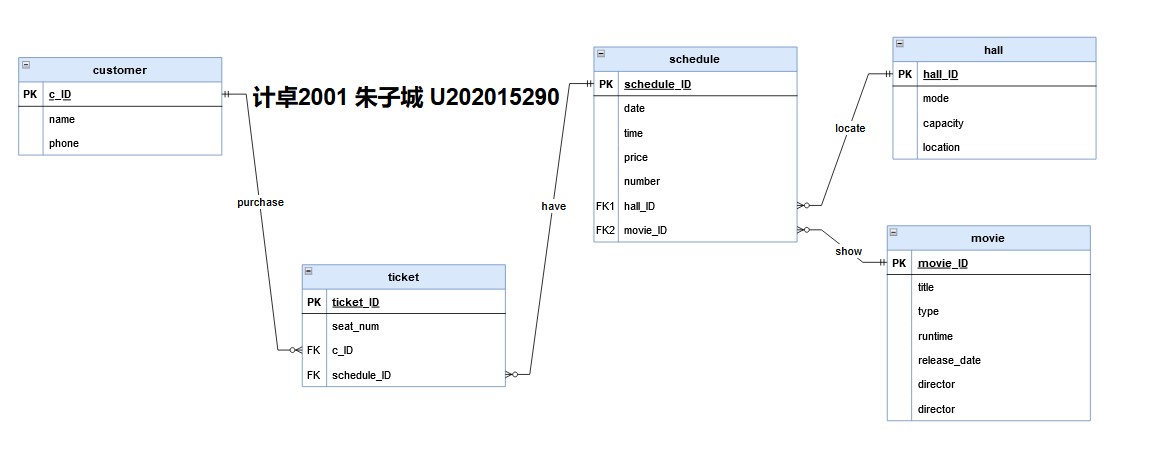 customer
PK c_ID
name
phone
计卓2001 朱子城 U202015290
purchase
ticket
PK ticket_ID
seat_num
FK c_ID
FK schedule_ID
have
schedule
PK schedule_ID
date
time
price
number
FK1 hall_ID
FK2 movie_ID
locate
show
hall
PK hall_ID
mode
capacity
location
movie
PK movie_ID
title
type
runtime
release_date
director
director